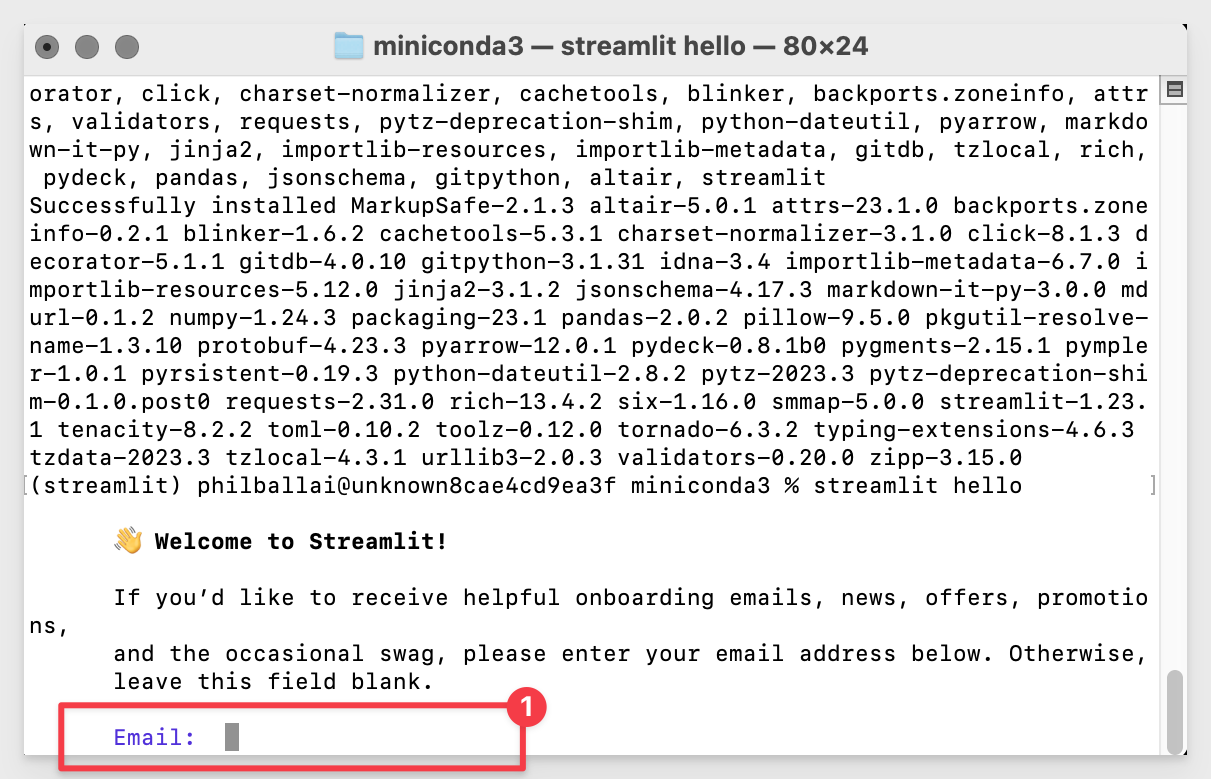 miniconda3 — streamlit hello — 80×24
orator, click, charset-normalizer, cachetools, blinker, backports.zoneinfo, attr
s, validators, requests, pytz-deprecation-shim, python-dateutil, pyarrow, markdo
wn-it-py, jinja2, importlib-resources, importlib-metadata, gitdb, tzlocal, rich,
 pydeck, pandas, jsonschema, gitpython, altair, streamlit
Successfully installed MarkupSafe-2.1.3 altair-5.0.1 attrs-23.1.0 backports.zone
info-0.2.1 blinker-1.6.2 cachetools-5.3.1 charset-normalizer-3.1.0 click-8.1.3 d
ecorator-5.1.1 gitdb-4.0.10 gitpython-3.1.31 idna-3.4 importlib-metadata-6.7.0 i
mportlib-resources-5.12.0 jinja2-3.1.2 jsonschema-4.17.3 markdown-it-py-3.0.0 md
url-0.1.2 numpy-1.24.3 packaging-23.1 pandas-2.0.2 pillow-9.5.0 pkgutil-resolve-
name-1.3.10 protobuf-4.23.3 pyarrow-12.0.1 pydeck-0.8.1b0 pygments-2.15.1 pymple
r-1.0.1 pyrsistent-0.19.3 python-dateutil-2.8.2 pytz-2023.3 pytz-deprecation-shi
m-0.1.0.post0 requests-2.31.0 rich-13.4.2 six-1.16.0 smmap-5.0.0 streamlit-1.23.
1 tenacity-8.2.2 toml-0.10.2 toolz-0.12.0 tornado-6.3.2 typing-extensions-4.6.3
tzdata-2023.3 tzlocal-4.3.1 urllib3-2.0.3 validators-0.20.0 zipp-3.15.0
[(streamlit) philballai@unknown8cae4cd9ea3f miniconda3 % streamlit hello ]
👋 Welcome to Streamlit!
If you’d like to receive helpful onboarding emails, news, offers, promotio
ns,
and the occasional swag, please enter your email address below. Otherwise,
leave this field blank.
1
Email: